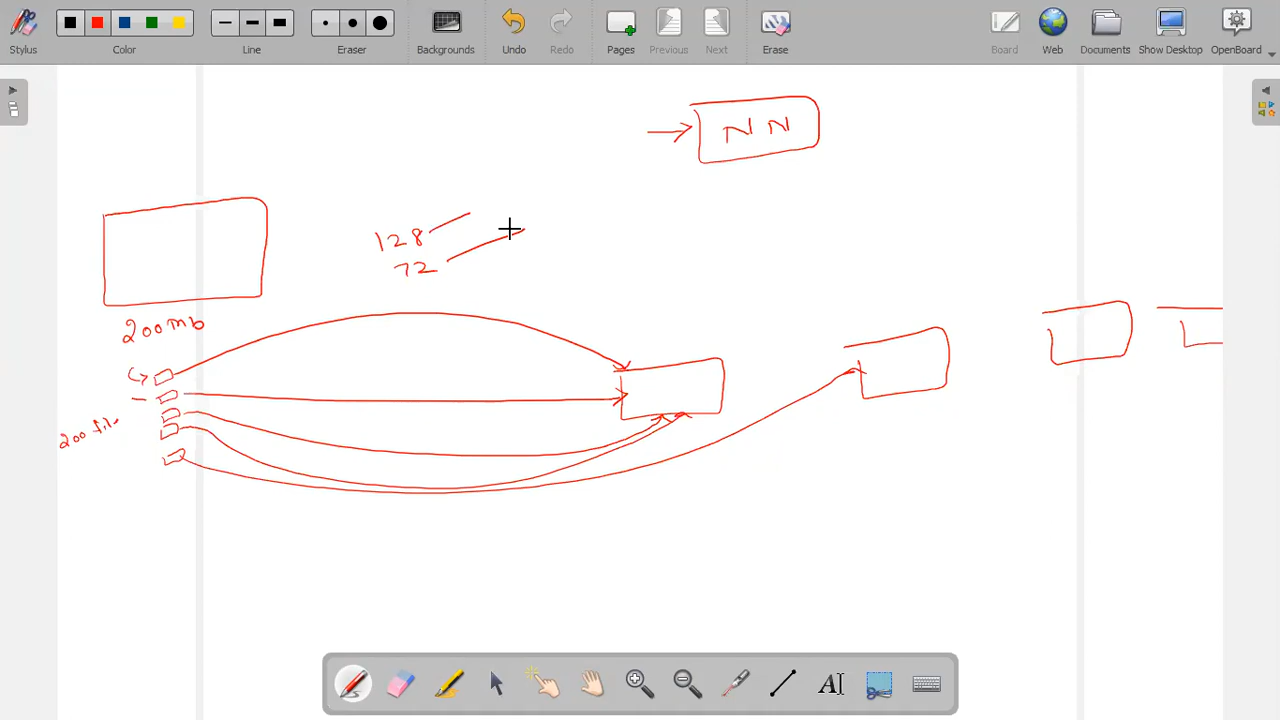 Stylus
Color
Line
Eraser
Backgrounds
Undo
Redo
Pages
Previous
Next
Erase
Board
Web
Documents
Show Desktop
OpenBoard
NN
128
72
200mb
200 file